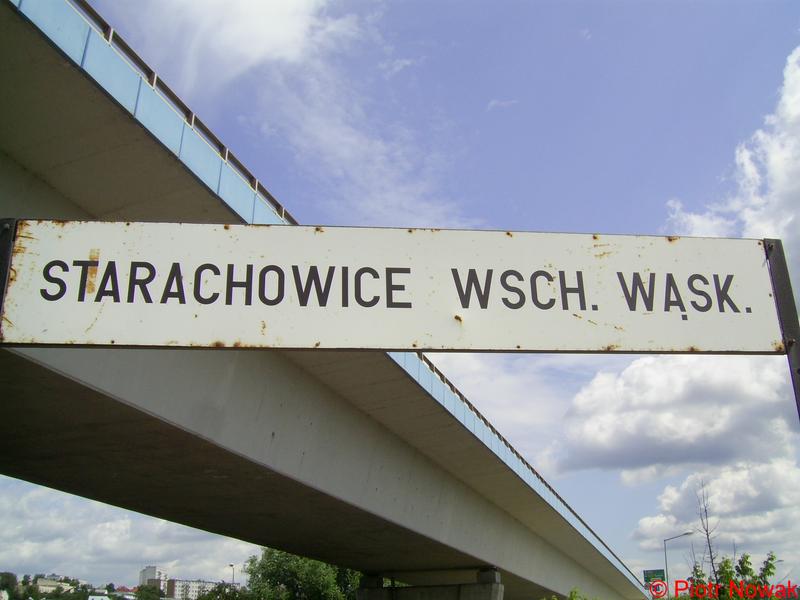 STARACHOWICE WSCH. WĄSK.
© Piotr Nowak